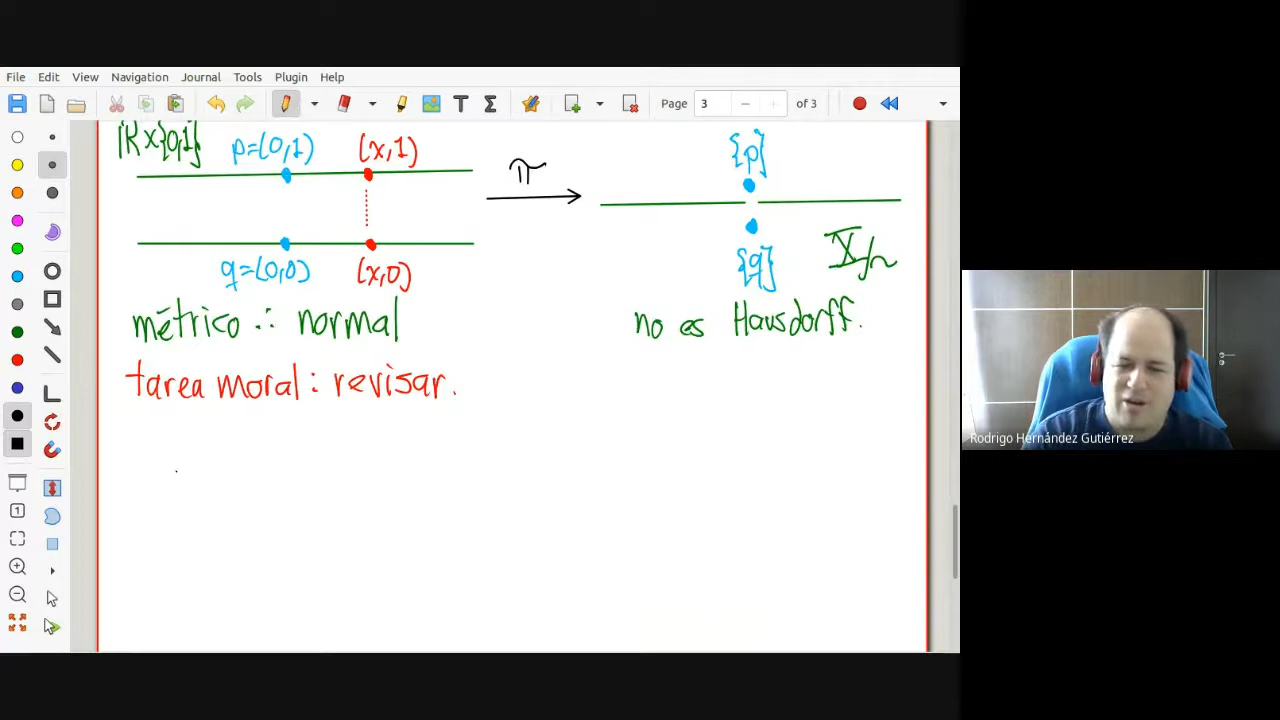 File Edit View Navigation Journal Tools Plugin Help
Page 3 of 3
ℝ×{0,1} p=(0,1) (x,1)
π
{p}
q=(0,0) (x,0)
{q}
X/~
métrico ∴ normal
no es Hausdorff.
tarea moral: revisar.
Rodrigo Hernández Gutiérrez
1